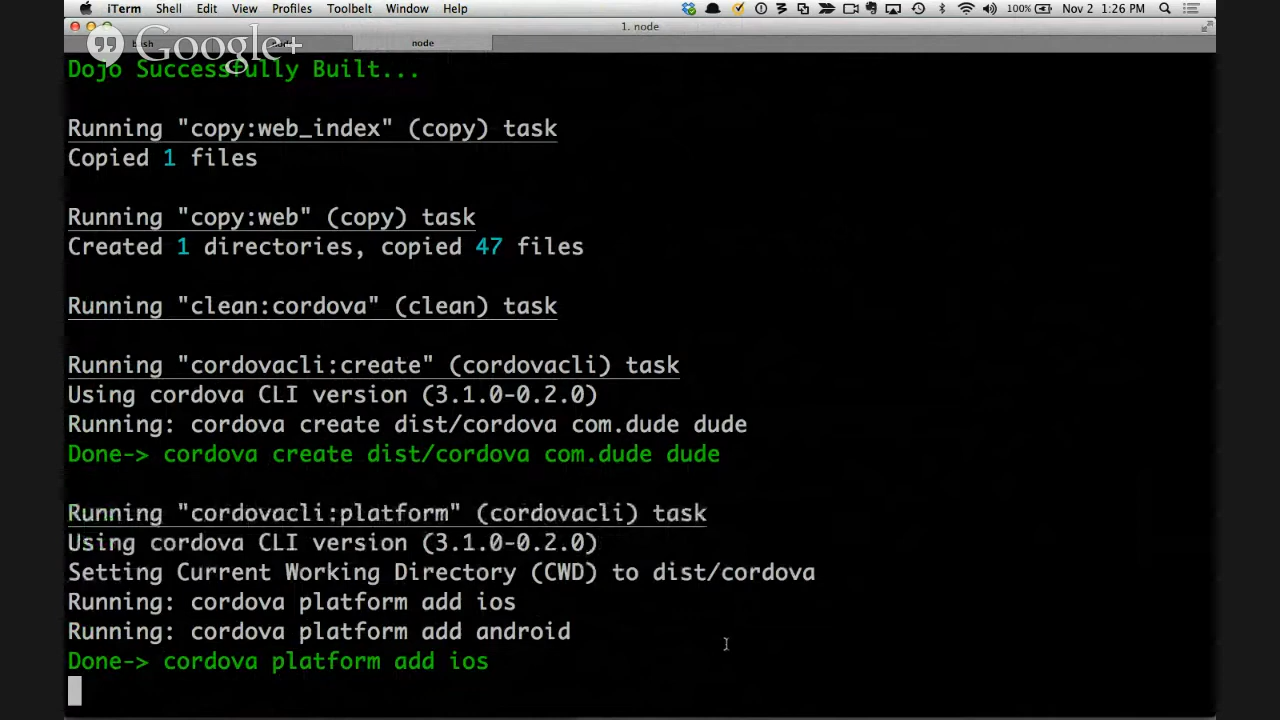 iTerm Shell Edit View Profiles Toolbelt Window Help 100% Nov 2 1:26 PM
1. node
Google+
bash node
Dojo Successfully Built...
Running "copy:web_index" (copy) task
Copied 1 files
Running "copy:web" (copy) task
Created 1 directories, copied 47 files
Running "clean:cordova" (clean) task
Running "cordovacli:create" (cordovacli) task
Using cordova CLI version (3.1.0-0.2.0)
Running: cordova create dist/cordova com.dude dude
Done-> cordova create dist/cordova com.dude dude
Running "cordovacli:platform" (cordovacli) task
Using cordova CLI version (3.1.0-0.2.0)
Setting Current Working Directory (CWD) to dist/cordova
Running: cordova platform add ios
Running: cordova platform add android
Done-> cordova platform add ios